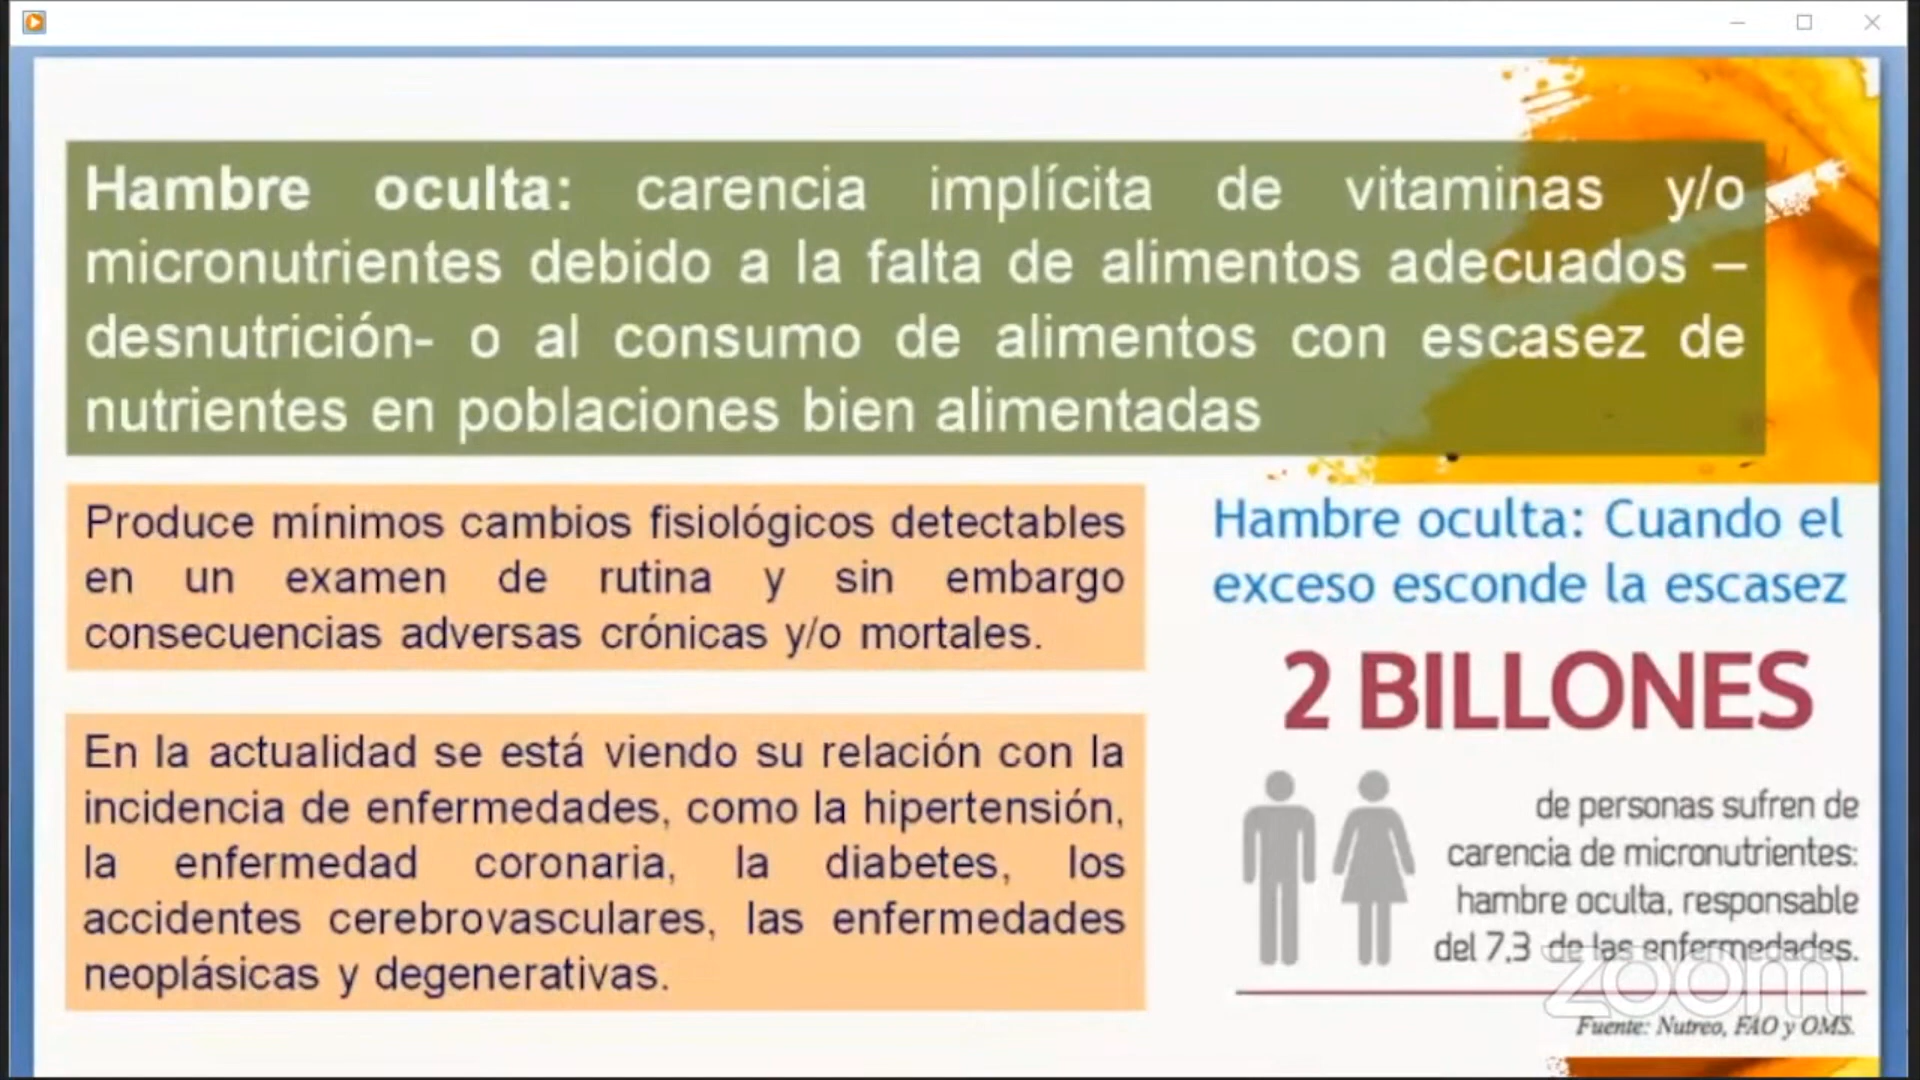 Hambre oculta: carencia implícita de vitaminas y/o
micronutrientes debido a la falta de alimentos adecuados –
desnutrición- o al consumo de alimentos con escasez de
nutrientes en poblaciones bien alimentadas
Produce mínimos cambios fisiológicos detectables
en un examen de rutina y sin embargo
consecuencias adversas crónicas y/o mortales.
En la actualidad se está viendo su relación con la
incidencia de enfermedades, como la hipertensión,
la enfermedad coronaria, la diabetes, los
accidentes cerebrovasculares, las enfermedades
neoplásicas y degenerativas.
Hambre oculta: Cuando el
exceso esconde la escasez
2 BILLONES
de personas sufren de
carencia de micronutrientes:
hambre oculta, responsable
del 7,3 de las enfermedades.
zoom
Fuente: Nutreo, FAO y OMS.